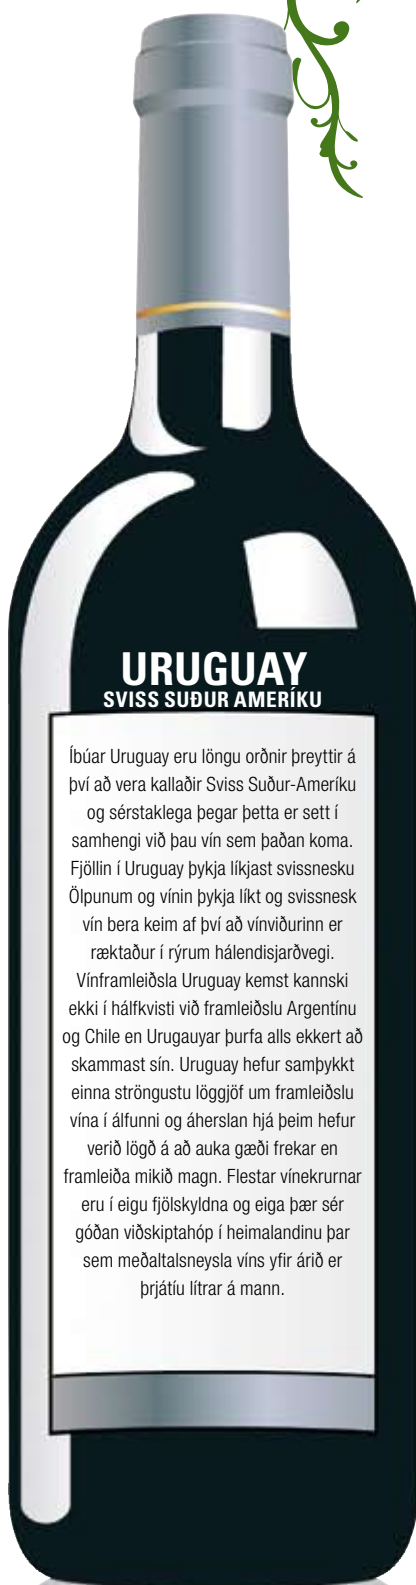 URUGUAY
SVISS SUÐUR AMERÍKU
Íbúar Uruguay eru löngu orðnir þreyttir á
því að vera kallaðir Sviss Suður-Ameríku
og sérstaklega þegar þetta er sett í
samhengi við þau vín sem þaðan koma.
Fjöllin í Uruguay þykja líkjast svissnesku
Ölpunum og vínin þykja líkt og svissnesk
vín bera keim af því að vínviðurinn er
ræktaður í rýrum hálendisjarðvegi.
Vínframleiðsla Uruguay kemst kannski
ekki í hálfkvisti við framleiðslu Argentínu
og Chile en Urugauyar þurfa alls ekkert að
skammast sín. Uruguay hefur samþykkt
einna ströngustu löggjöf um framleiðslu
vína í álfunni og áherslan hjá þeim hefur
verið lögð á að auka gæði frekar en
framleiða mikið magn. Flestar vínekrurnar
eru í eigu fjölskyldna og eiga þær sér
góðan viðskiptahóp í heimalandinu þar
sem meðaltalsneysla víns yfir árið er
þrjátíu lítrar á mann.